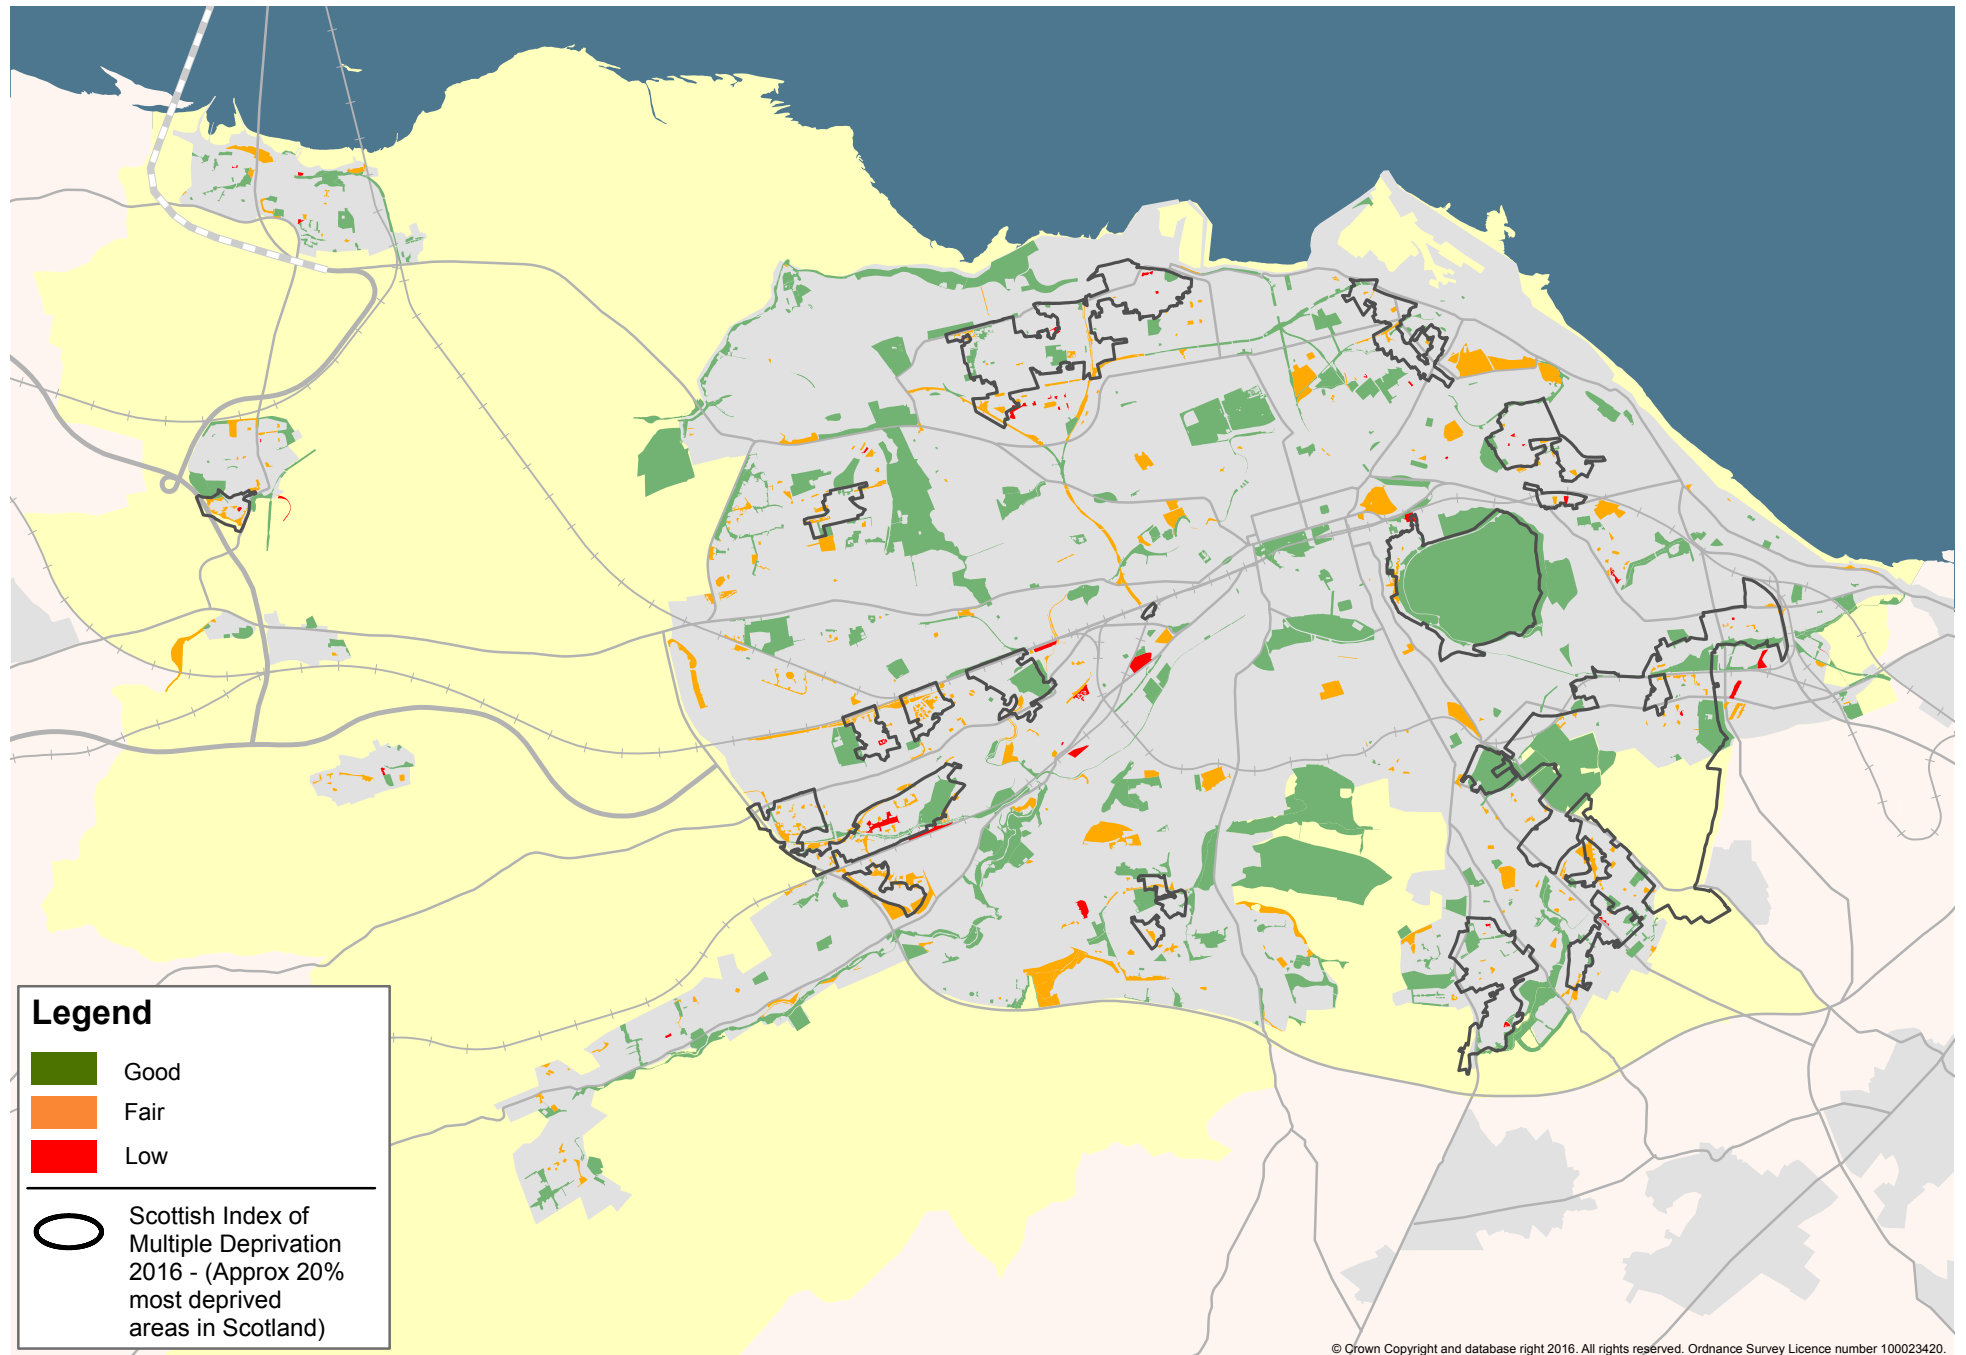 Legend
Good
Fair
Low
Scottish Index of
Multiple Deprivation
2016 - (Approx 20%
most deprived
areas in Scotland)
© Crown Copyright and database right 2016. All rights reserved. Ordnance Survey Licence number 100023420.